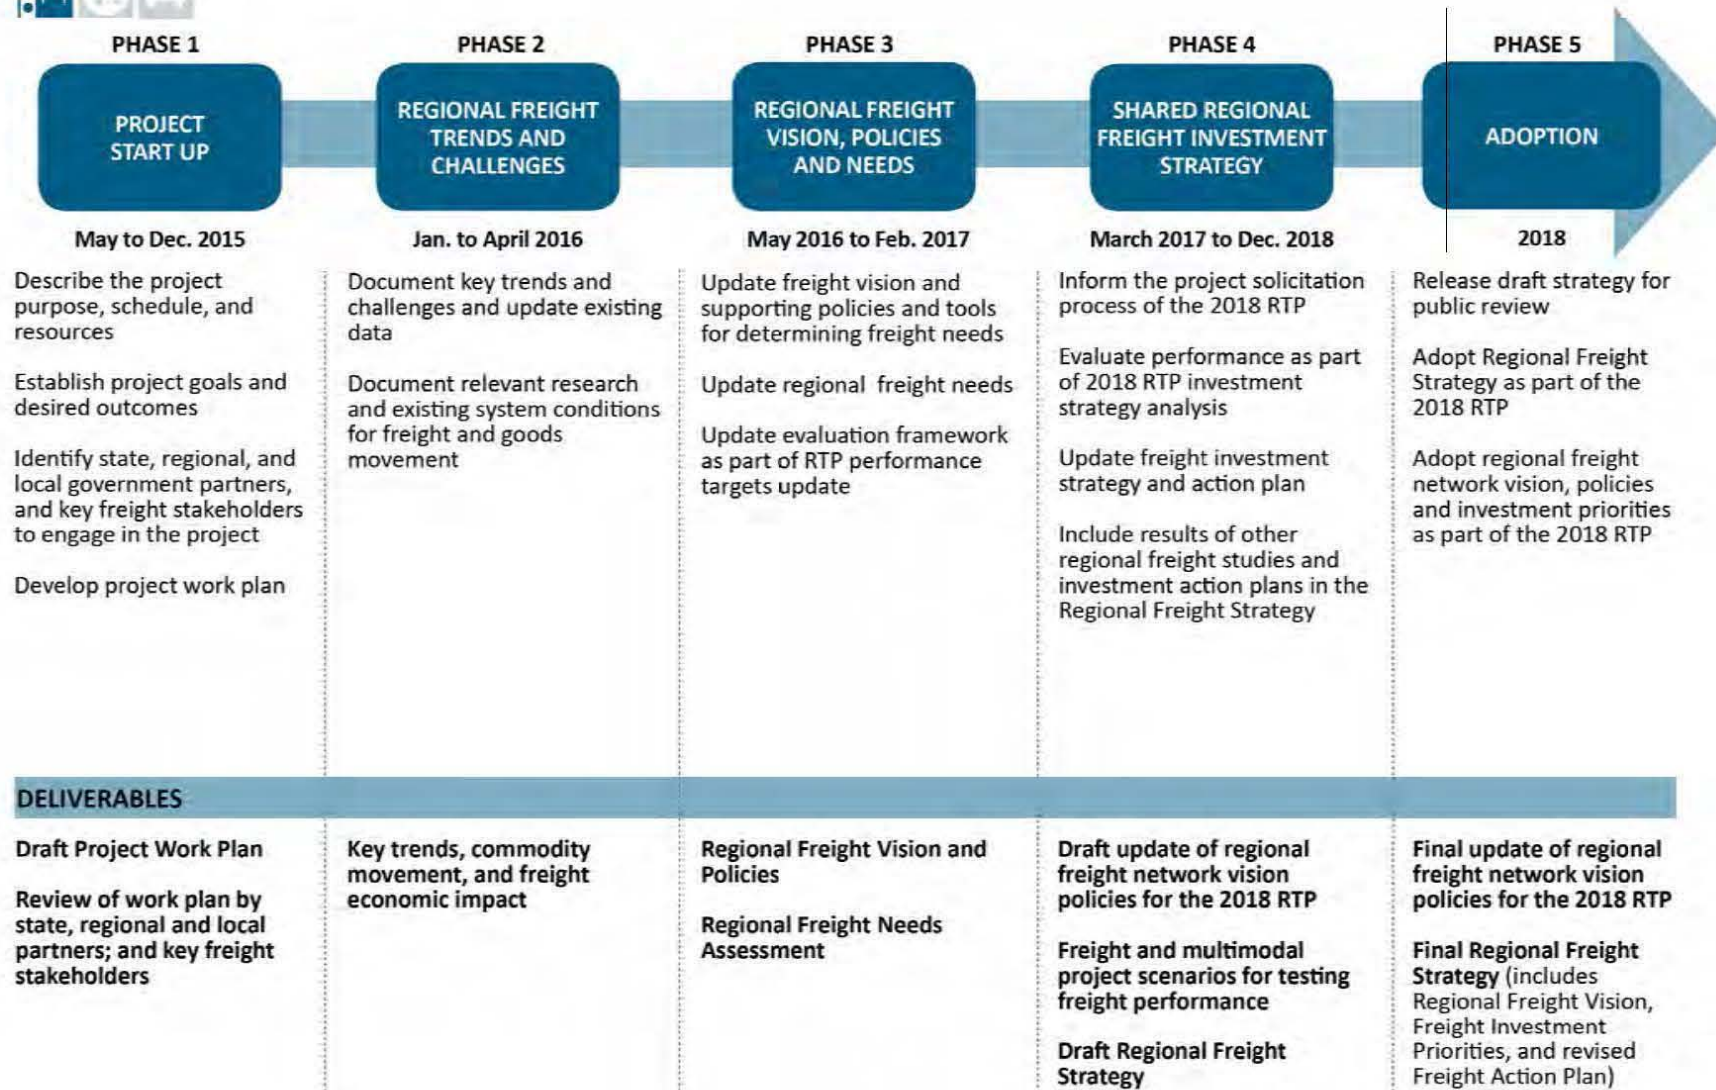 PHASE 1
PROJECT
START UP
May to Dec. 2015
Describe the project
purpose, schedule, and
resources
Establish project goals and
desired outcomes
Identify state, regional, and
local government partners,
and key freight stakeholders
to engage in the project
Develop project work plan
PHASE 2
REGIONAL FREIGHT
TRENDS AND
CHALLENGES
Jan. to April 2016
Document key trends and
challenges and update existing
data
Document relevant research
and existing system conditions
for freight and goods
movement
PHASE 3
REGIONAL FREIGHT
VISION, POLICIES
AND NEEDS
May 2016 to Feb. 2017
Update freight vision and
supporting policies and tools
for determining freight needs
Update regional freight needs
Update evaluation framework
as part of RTP performance
targets update
PHASE 4
SHARED REGIONAL
FREIGHT INVESTMENT
STRATEGY
March 2017 to Dec. 2018
Inform the project solicitation
process of the 2018 RTP
Evaluate performance as part
of 2018 RTP investment
strategy analysis
Update freight investment
strategy and action plan
Include results of other
regional freight studies and
investment action plans in the
Regional Freight Strategy
PHASE 5
ADOPTION
2018
Release draft strategy for
public review
Adopt Regional Freight
Strategy as part of the
2018 RTP
Adopt regional freight
network vision, policies
and investment priorities
as part of the 2018 RTP
DELIVERABLES
Draft Project Work Plan
Review of work plan by
state, regional and local
partners; and key freight
stakeholders
Key trends, commodity
movement, and freight
economic impact
Regional Freight Vision and
Policies
Regional Freight Needs
Assessment
Draft update of regional
freight network vision
policies for the 2018 RTP
Freight and multimodal
project scenarios for testing
freight performance
Draft Regional Freight
Strategy
Final update of regional
freight network vision
policies for the 2018 RTP
Final Regional Freight
Strategy (includes
Regional Freight Vision,
Freight Investment
Priorities, and revised
Freight Action Plan)